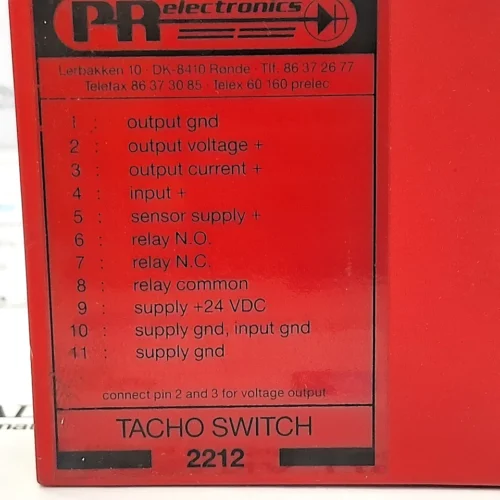 PR electronics
Lerbakken 10 · DK-8410 Rønde · Tlf. 86 37 26 77
Telefax 86 37 30 85 · Telex 60 160 prelec
1 : output gnd
2 : output voltage +
3 : output current +
4 : input +
5 : sensor supply +
6 : relay N.O.
7 : relay N.C.
8 : relay common
9 : supply +24 VDC
10 : supply gnd, input gnd
11 : supply gnd
connect pin 2 and 3 for voltage output
TACHO SWITCH
2212